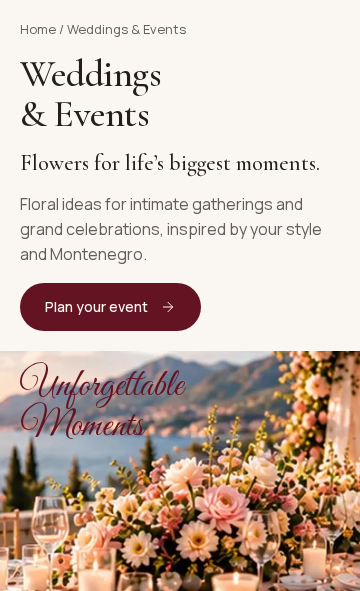 Home / Weddings & Events
Weddings
& Events
Flowers for life’s biggest moments.
Floral ideas for intimate gatherings and
grand celebrations, inspired by your style
and Montenegro.
Plan your event →
Unforgettable
Moments